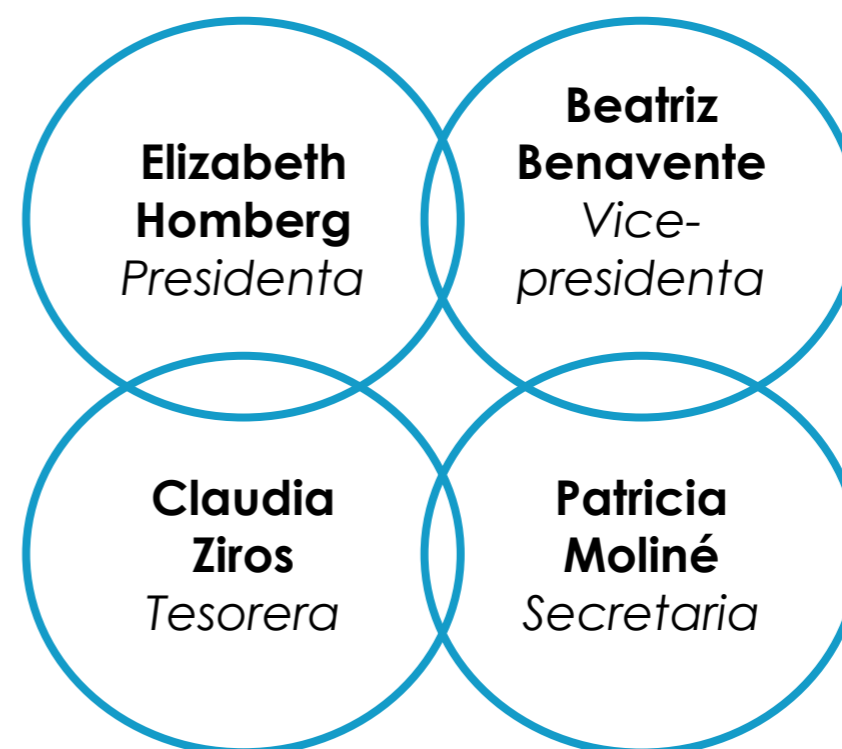 Elizabeth
Homberg
Presidenta
Beatriz
Benavente
Vice-
presidenta
Claudia
Ziros
Tesorera
Patricia
Moliné
Secretaria